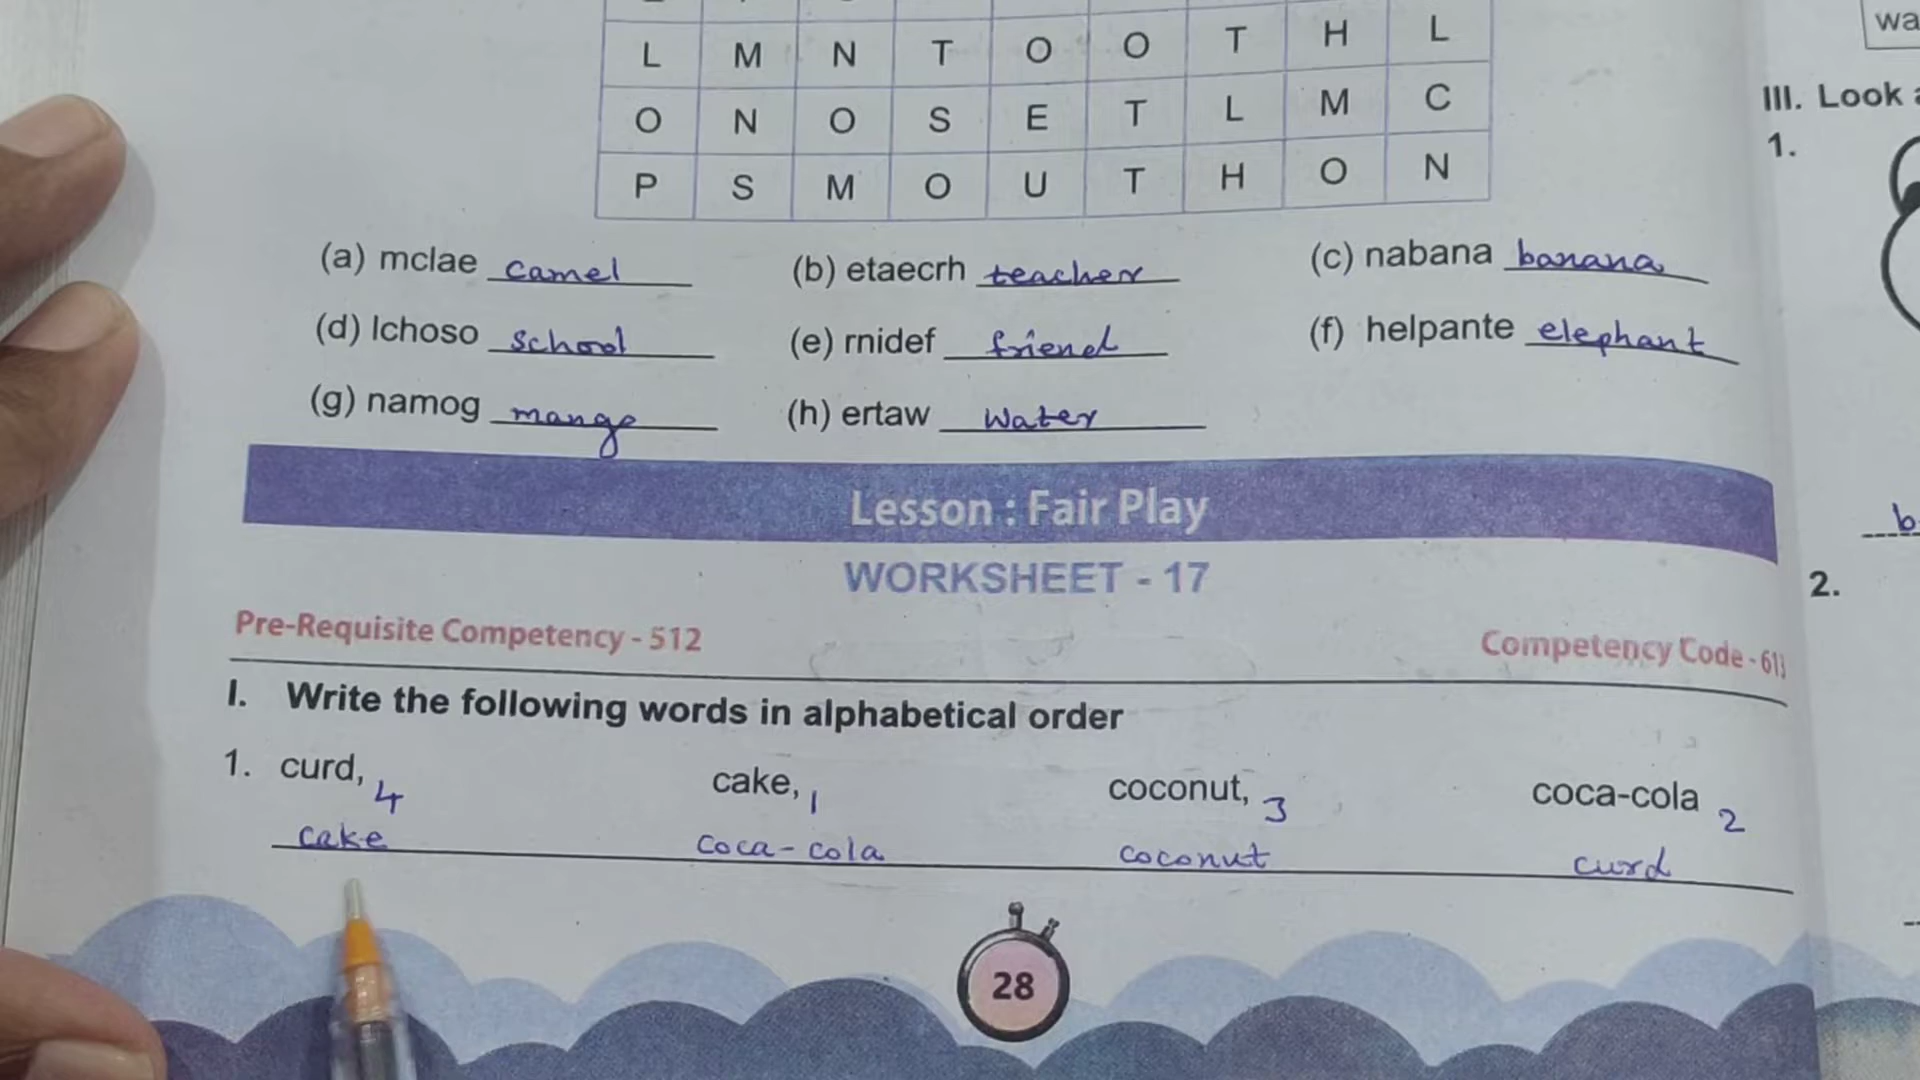 L M N T O O T H L
O N O S E T L M C
P S M O U T H O N
(a) mclae camel (b) etaecrh teacher (c) nabana banana
(d) lchoso school (e) rnidef friend (f) helpante elephant
(g) namog mango (h) ertaw water
Lesson : Fair Play
WORKSHEET - 17
Pre-Requisite Competency - 512 Competency Code - 613
I. Write the following words in alphabetical order
1. curd, 4 cake, 1 coconut, 3 coca-cola 2
cake coca-cola coconut curd
28
wa
III. Look
1.
b
2.